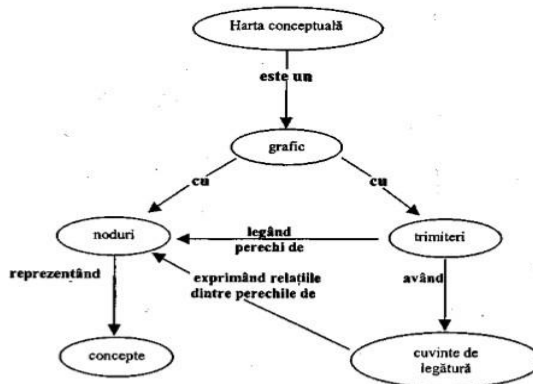 Harta conceptuală
este un
grafic
cu
cu
noduri
legând
perechi de
trimiteri
reprezentând
exprimând relațiile
dintre perechile de
având
concepte
cuvinte de
legătură